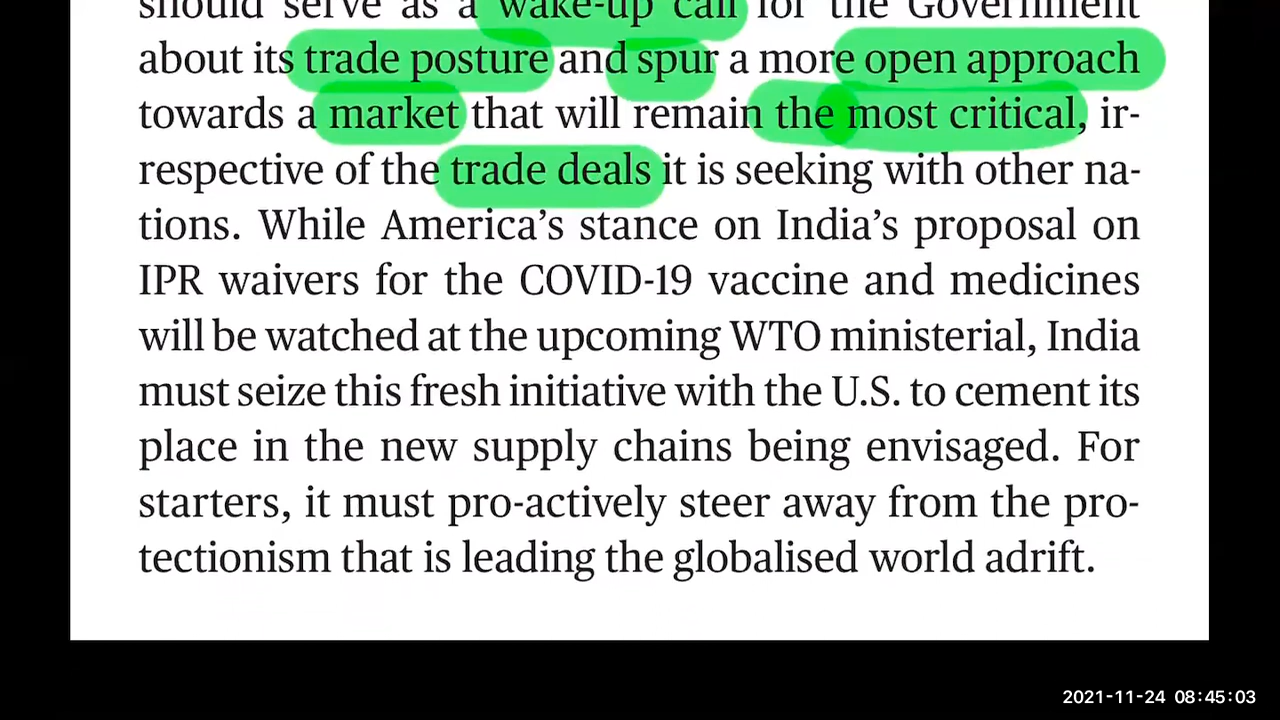 should serve as a wake-up call for the Government
about its trade posture and spur a more open approach
towards a market that will remain the most critical, ir-
respective of the trade deals it is seeking with other na-
tions. While America’s stance on India’s proposal on
IPR waivers for the COVID-19 vaccine and medicines
will be watched at the upcoming WTO ministerial, India
must seize this fresh initiative with the U.S. to cement its
place in the new supply chains being envisaged. For
starters, it must pro-actively steer away from the pro-
tectionism that is leading the globalised world adrift.
2021-11-24 08:45:03